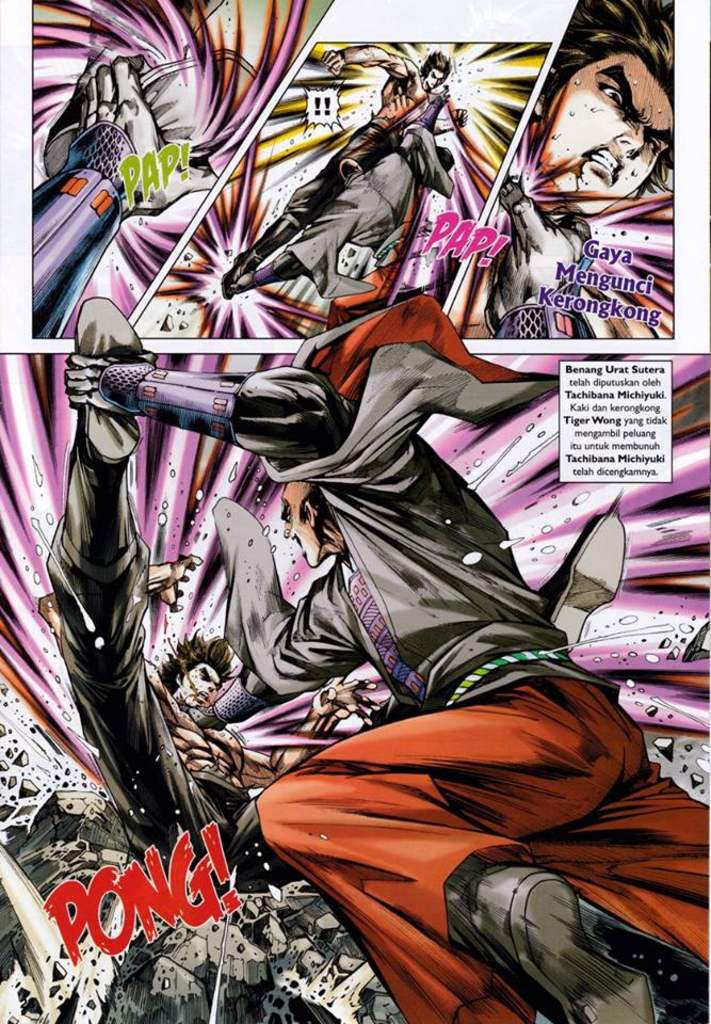 PAP!
!!
PAP!
Gaya
Mengunci
Kerongkong
Benang Urat Sutera
telah diputuskan oleh
Tachibana Michiyuki.
Kaki dan kerongkong
Tiger Wong yang tidak
mengambil peluang
itu untuk membunuh
Tachibana Michiyuki
telah dicengkamnya.
PONG!